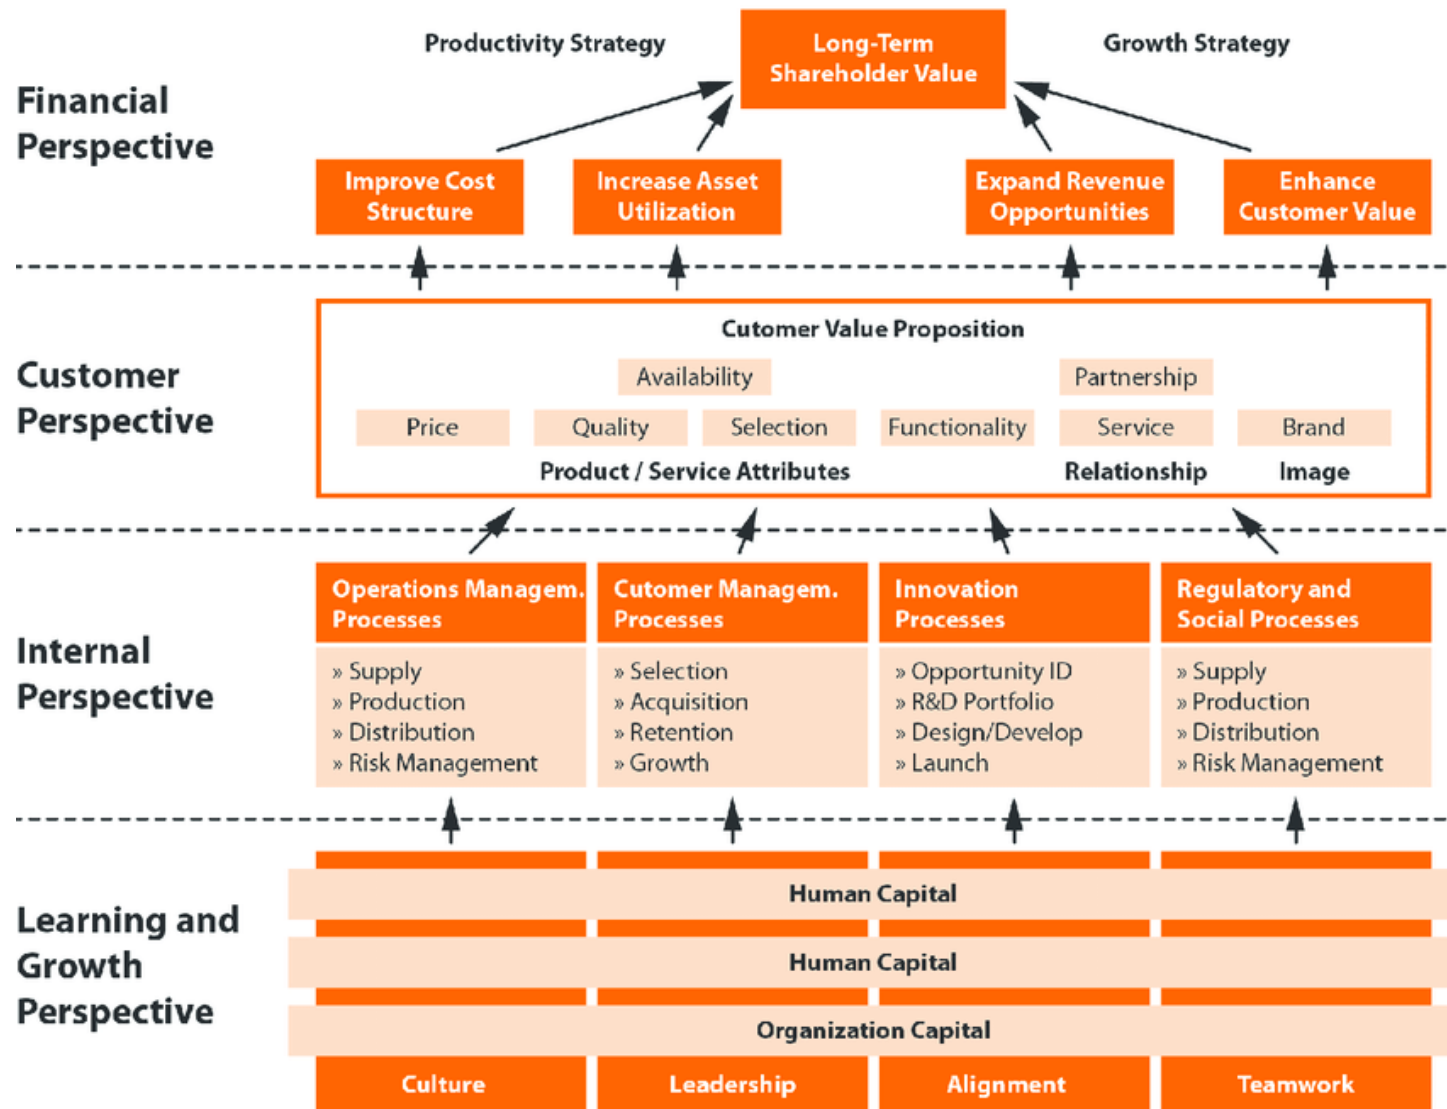 Productivity Strategy
Long-Term
Shareholder Value
Growth Strategy
Financial
Perspective
Improve Cost
Structure
Increase Asset
Utilization
Expand Revenue
Opportunities
Enhance
Customer Value
Customer
Perspective
Cutomer Value Proposition
Availability
Partnership
Price
Quality
Selection
Functionality
Service
Brand
Product / Service Attributes
Relationship
Image
Internal
Perspective
Operations Managem.
Processes
» Supply
» Production
» Distribution
» Risk Management
Cutomer Managem.
Processes
» Selection
» Acquisition
» Retention
» Growth
Innovation
Processes
» Opportunity ID
» R&D Portfolio
» Design/Develop
» Launch
Regulatory and
Social Processes
» Supply
» Production
» Distribution
» Risk Management
Learning and
Growth
Perspective
Human Capital
Human Capital
Organization Capital
Culture
Leadership
Alignment
Teamwork